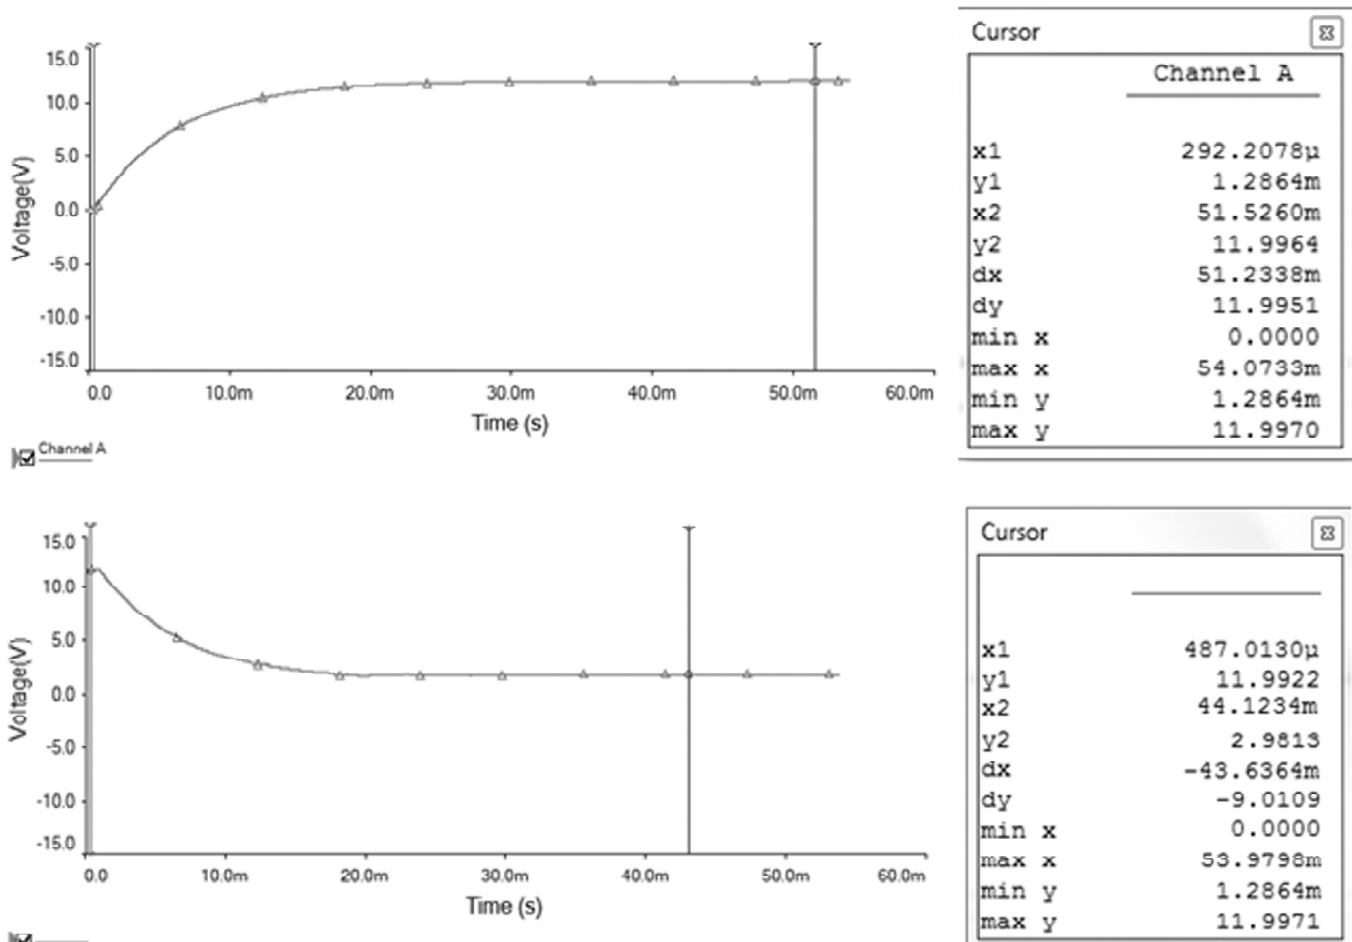 15.0
10.0
5.0
0.0
-5.0
-10.0
-15.0
Voltage(V)
0.0 10.0m 20.0m 30.0m 40.0m 50.0m 60.0m
Time (s)
Channel A
Cursor
Channel A
x1 292.2078µ
y1 1.2864m
x2 51.5260m
y2 11.9964
dx 51.2338m
dy 11.9951
min x 0.0000
max x 54.0733m
min y 1.2864m
max y 11.9970
15.0
10.0
5.0
0.0
-5.0
-10.0
-15.0
Voltage(V)
0.0 10.0m 20.0m 30.0m 40.0m 50.0m 60.0m
Time (s)
Cursor
x1 487.0130µ
y1 11.9922
x2 44.1234m
y2 2.9813
dx -43.6364m
dy -9.0109
min x 0.0000
max x 53.9798m
min y 1.2864m
max y 11.9971